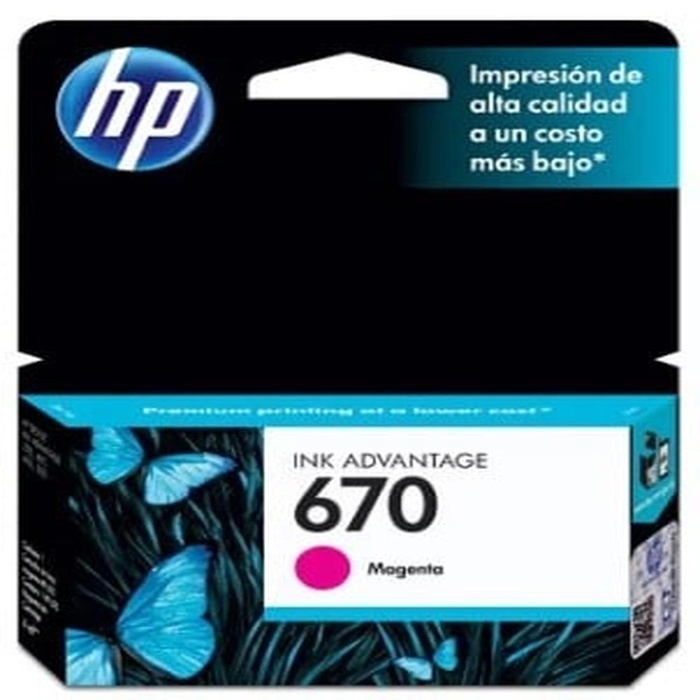 hp
Impresión de
alta calidad
a un costo
más bajo*
Premium printing at a lower cost*
INK ADVANTAGE
670
Magenta